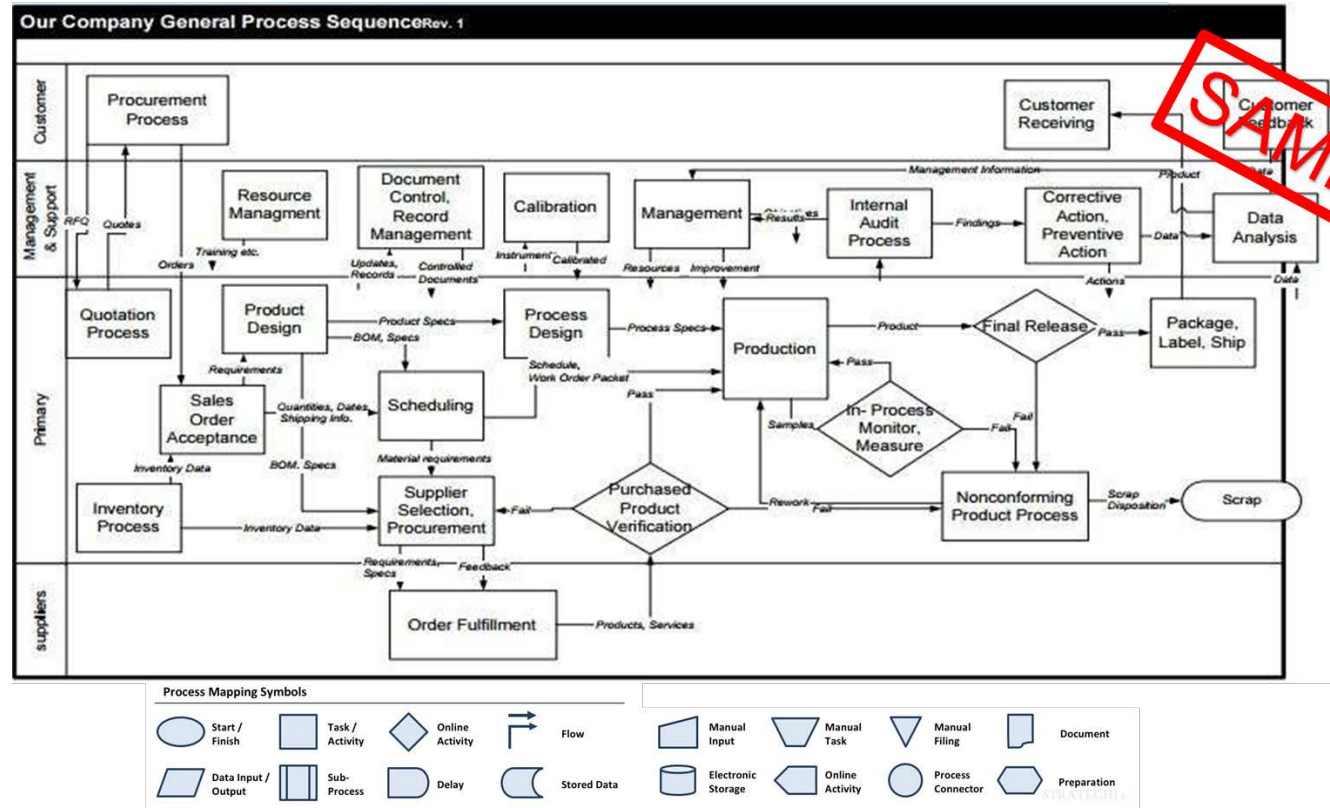 Our Company General Process Sequence Rev. 1
Customer
Procurement
Process
Customer
Receiving
Customer
Feedback
SAM
Management
& Support
RFQ
Quotes
Orders
Resource
Managment
Training etc.
Document
Control,
Record
Management
Updates,
Records
Controlled
Documents
Calibration
Instrument
Calibrated
Management
Management Information
Results
Resources
Improvement
Internal
Audit
Process
Findings
Corrective
Action,
Preventive
Action
Actions
Data
Product
Data
Data
Analysis
Data
Primary
Quotation
Process
Product
Design
Product Specs
BOM, Specs
Process
Design
Process Specs
Schedule,
Work Order Packet
Pass
Production
Product
Final Release
Pass
Package,
Label, Ship
Requirements
Sales
Order
Acceptance
Quantities, Dates
Shipping Info.
Scheduling
Pass
Samples
In- Process
Monitor,
Measure
Fail
Fail
Inventory Data
BOM. Specs
Material requirements
Inventory
Process
Inventory Data
Supplier
Selection,
Procurement
Fail
Purchased
Product
Verification
Rework
Fail
Nonconforming
Product Process
Scrap
Disposition
Scrap
suppliers
Requirements,
Specs
Feedback
Order Fulfillment
Products, Services
Process Mapping Symbols
Start /
Finish
Task /
Activity
Online
Activity
Flow
Manual
Input
Manual
Task
Manual
Filing
Document
Data Input /
Output
Sub-
Process
Delay
Stored Data
Electronic
Storage
Online
Activity
Process
Connector
Preparation
STRATECHI